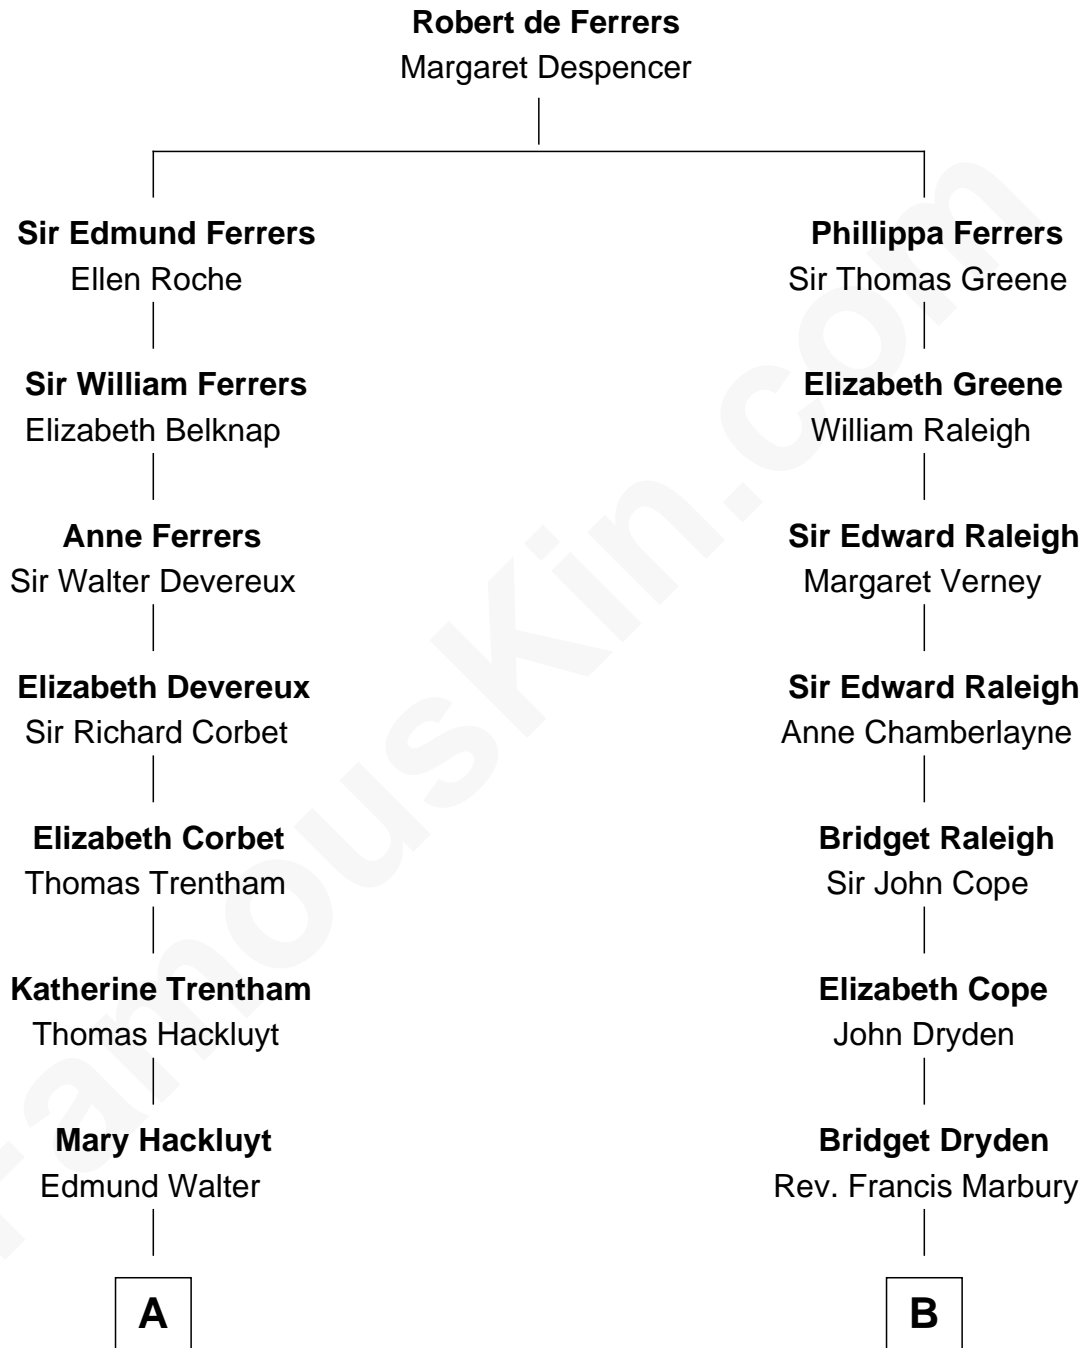 Robert de Ferrers
Margaret Despencer
Sir Edmund Ferrers
Ellen Roche
Phillippa Ferrers
Sir Thomas Greene
Sir William Ferrers
Elizabeth Belknap
Elizabeth Greene
William Raleigh
Anne Ferrers
Sir Walter Devereux
Sir Edward Raleigh
Margaret Verney
Elizabeth Devereux
Sir Richard Corbet
Sir Edward Raleigh
Anne Chamberlayne
Elizabeth Corbet
Thomas Trentham
Bridget Raleigh
Sir John Cope
Katherine Trentham
Thomas Hackluyt
Elizabeth Cope
John Dryden
Mary Hackluyt
Edmund Walter
Bridget Dryden
Rev. Francis Marbury
A
B
FamousKin.com